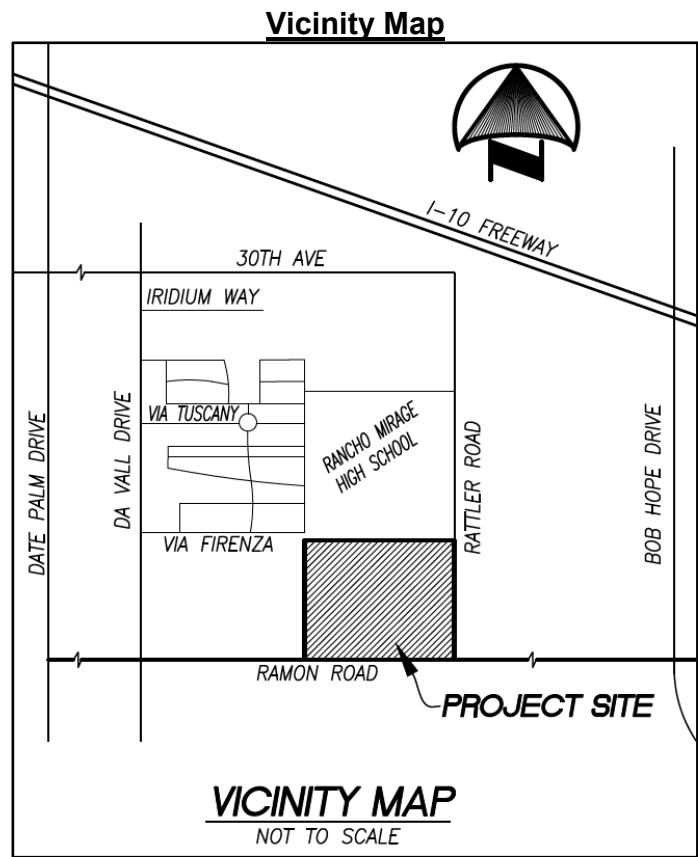 Vicinity Map
I-10 FREEWAY
30TH AVE
IRIDIUM WAY
VIA TUSCANY
RANCHO MIRAGE
HIGH SCHOOL
DATE PALM DRIVE
DA VALL DRIVE
RATTLER ROAD
BOB HOPE DRIVE
VIA FIRENZA
RAMON ROAD
PROJECT SITE
VICINITY MAP
NOT TO SCALE